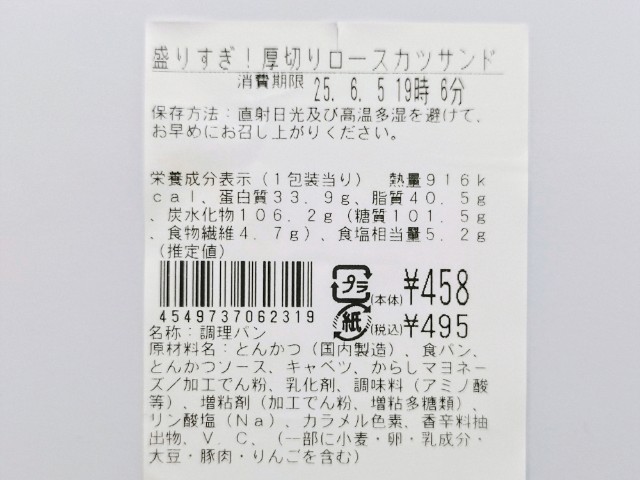 盛りすぎ！厚切りロースカツサンド
消費期限 25. 6. 5 19時 6分
保存方法：直射日光及び高温多湿を避けて、
お早めにお召し上がりください。
栄養成分表示（1包装当り） 熱量916k
cal、蛋白質33.9g、脂質40.5g
、炭水化物106.2g（糖質101.5g
、食物繊維4.7g）、食塩相当量5.2g
（推定値）
プラ (本体) ¥458
4549737062319 紙 (税込) ¥495
名称：調理パン
原材料名：とんかつ（国内製造）、食パン、
とんかつソース、キャベツ、からしマヨネー
ズ／加工でん粉、乳化剤、調味料（アミノ酸
等）、増粘剤（加工でん粉、増粘多糖類）、
リン酸塩（Na）、カラメル色素、香辛料抽
出物、V．C．、（一部に小麦・卵・乳成分・
大豆・豚肉・りんごを含む）